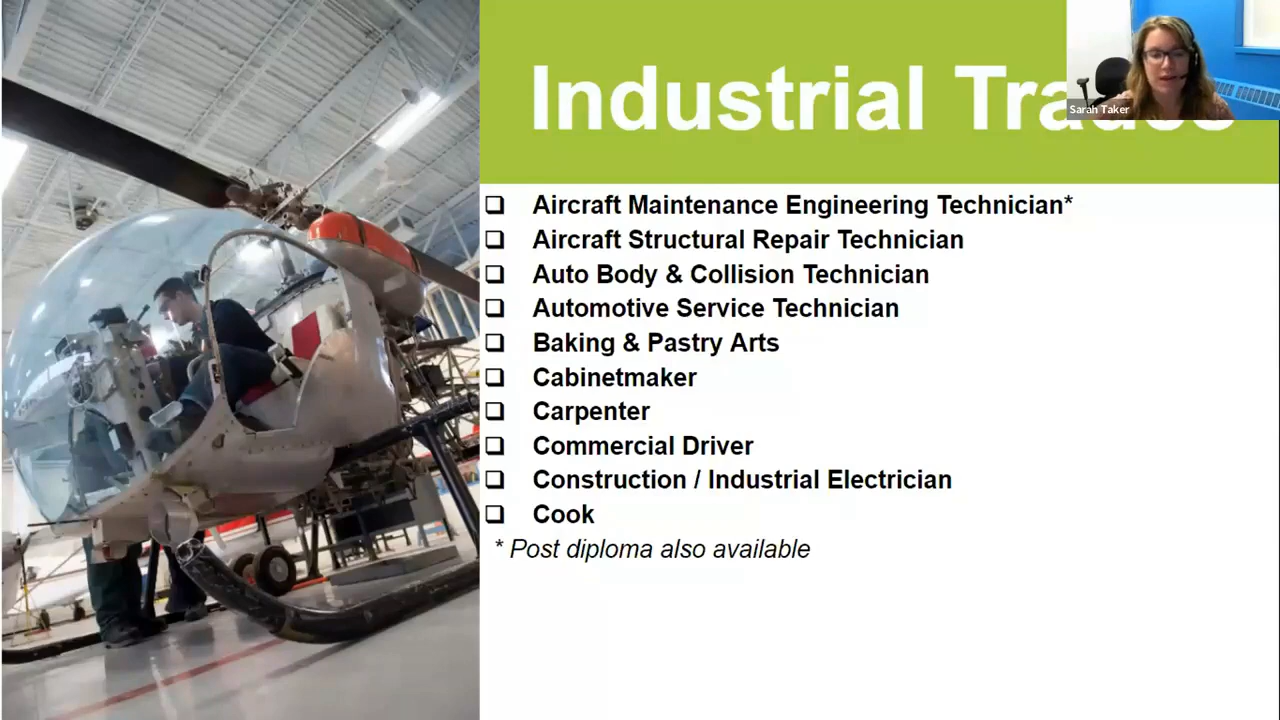 Industrial Trades
Sarah Taker
❑ Aircraft Maintenance Engineering Technician*
❑ Aircraft Structural Repair Technician
❑ Auto Body & Collision Technician
❑ Automotive Service Technician
❑ Baking & Pastry Arts
❑ Cabinetmaker
❑ Carpenter
❑ Commercial Driver
❑ Construction / Industrial Electrician
❑ Cook
* Post diploma also available